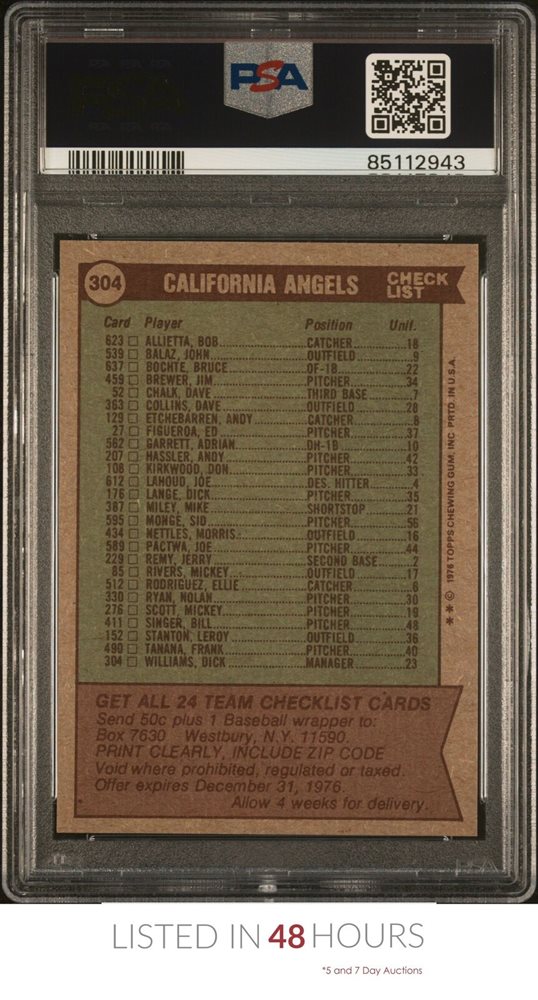 PSA
85112943
304 CALIFORNIA ANGELS CHECK LIST
Card Player Position Unif.
623 □ ALLIETTA, BOB CATCHER 18
539 □ BALAZ, JOHN OUTFIELD 9
637 □ BOCHTE, BRUCE OF-1B 22
459 □ BREWER, JIM PITCHER 34
52 □ CHALK, DAVE THIRD BASE 7
363 □ COLLINS, DAVE OUTFIELD 28
129 □ ETCHEBARREN, ANDY CATCHER 8
27 □ FIGUEROA, ED PITCHER 37
562 □ GARRETT, ADRIAN DH-1B 10
207 □ HASSLER, ANDY PITCHER 42
108 □ KIRKWOOD, DON PITCHER 33
612 □ LAHOUD, JOE DES. HITTER 4
176 □ LANGE, DICK PITCHER 35
387 □ MILEY, MIKE SHORTSTOP 21
595 □ MONGE, SID PITCHER 56
434 □ NETTLES, MORRIS OUTFIELD 16
589 □ PACTWA, JOE PITCHER 44
229 □ REMY, JERRY SECOND BASE 2
85 □ RIVERS, MICKEY OUTFIELD 17
512 □ RODRIGUEZ, ELLIE CATCHER 6
330 □ RYAN, NOLAN PITCHER 30
276 □ SCOTT, MICKEY PITCHER 19
411 □ SINGER, BILL PITCHER 48
152 □ STANTON, LEROY OUTFIELD 36
490 □ TANANA, FRANK PITCHER 40
304 □ WILLIAMS, DICK MANAGER 23
* * © 1976 TOPPS CHEWING GUM, INC. PRTD. IN U.S.A.
GET ALL 24 TEAM CHECKLIST CARDS
Send 50c plus 1 Baseball wrapper to:
Box 7630 Westbury, N.Y. 11590.
PRINT CLEARLY, INCLUDE ZIP CODE
Void where prohibited, regulated or taxed.
Offer expires December 31, 1976.
Allow 4 weeks for delivery.
LISTED IN 48 HOURS
*5 and 7 Day Auctions